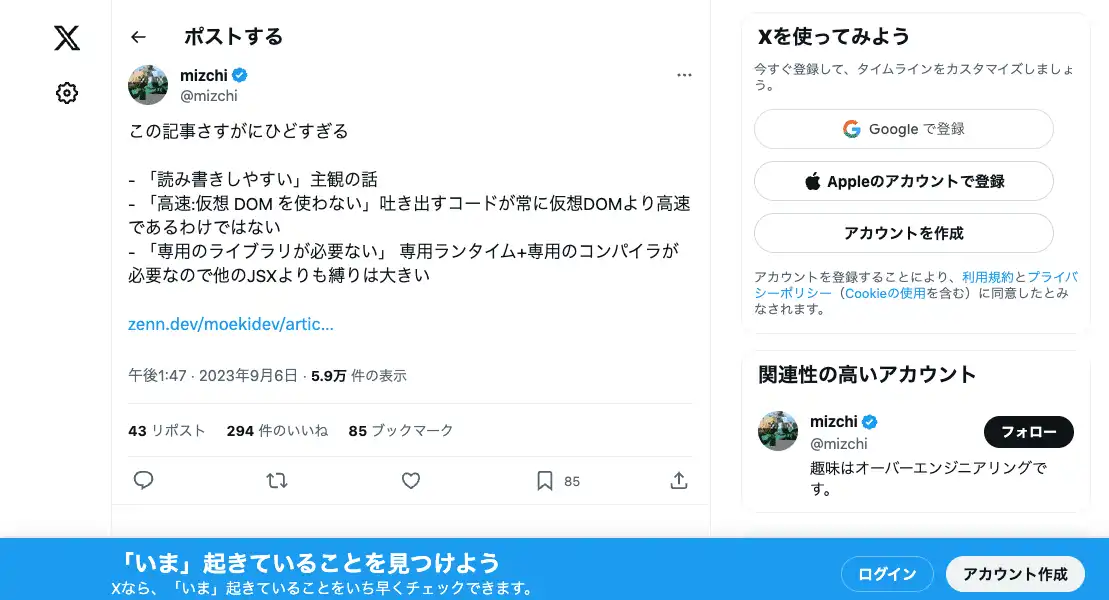 ポストする
mizchi
@mizchi
この記事さすがにひどすぎる
- 「読み書きしやすい」主観の話
- 「高速:仮想 DOM を使わない」吐き出すコードが常に仮想DOMより高速
であるわけではない
- 「専用のライブラリが必要ない」 専用ランタイム+専用のコンパイラが
必要なので他のJSXよりも縛りは大きい
zenn.dev/moekidev/artic...
午後1:47 · 2023年9月6日 · 5.9万 件の表示
43 リポスト 294 件のいいね 85 ブックマーク
85
Xを使ってみよう
今すぐ登録して、タイムラインをカスタマイズしましょ
う。
Google で登録
Appleのアカウントで登録
アカウントを作成
アカウントを登録することにより、利用規約とプライバ
シーポリシー（Cookieの使用を含む）に同意したとみ
なされます。
関連性の高いアカウント
mizchi
@mizchi
フォロー
趣味はオーバーエンジニアリングで
す。
「いま」起きていることを見つけよう
Xなら、「いま」起きていることをいち早くチェックできます。
ログイン
アカウント作成